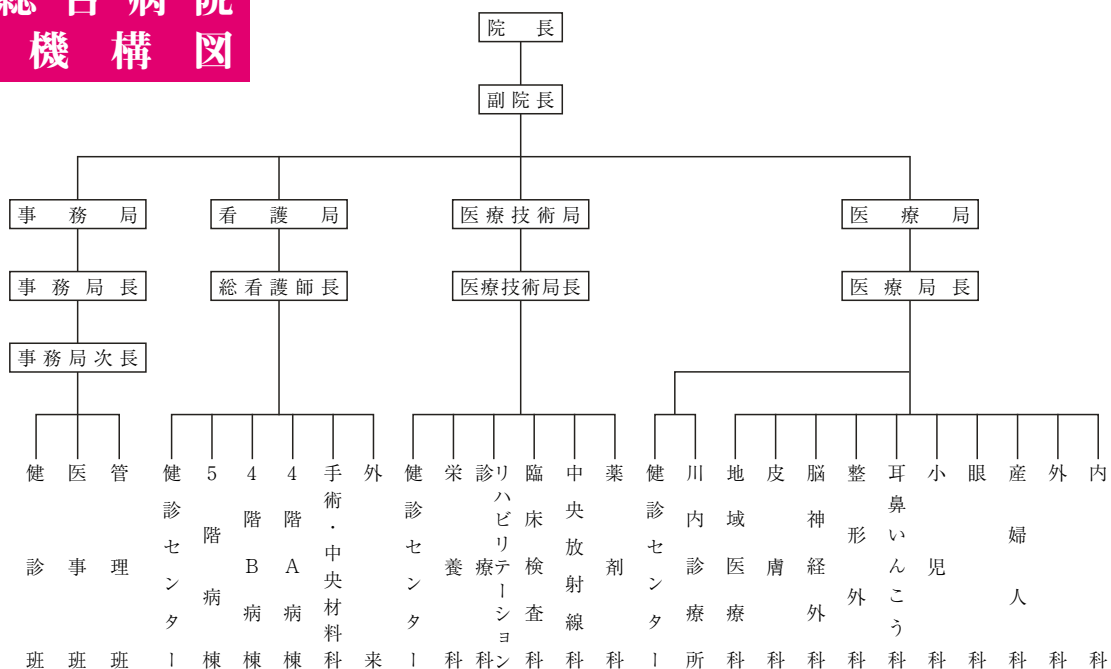 総合病院
機構図
院長
副院長
事務局
看護局
医療技術局
医療局
事務局長
総看護師長
医療技術局長
医療局長
事務局次長
健診班
医事班
管理班
健診センター
5階病棟
4階B病棟
4階A病棟
手術・中央材料科
外来
健診センター
栄養科
リハビリテーション
診療科
臨床検査科
中央放射線科
薬剤科
健診センター
川内診療所
地域医療科
皮膚科
脳神経外科
整形外科
耳鼻いんこう科
小児科
眼科
産婦人科
外科
内科